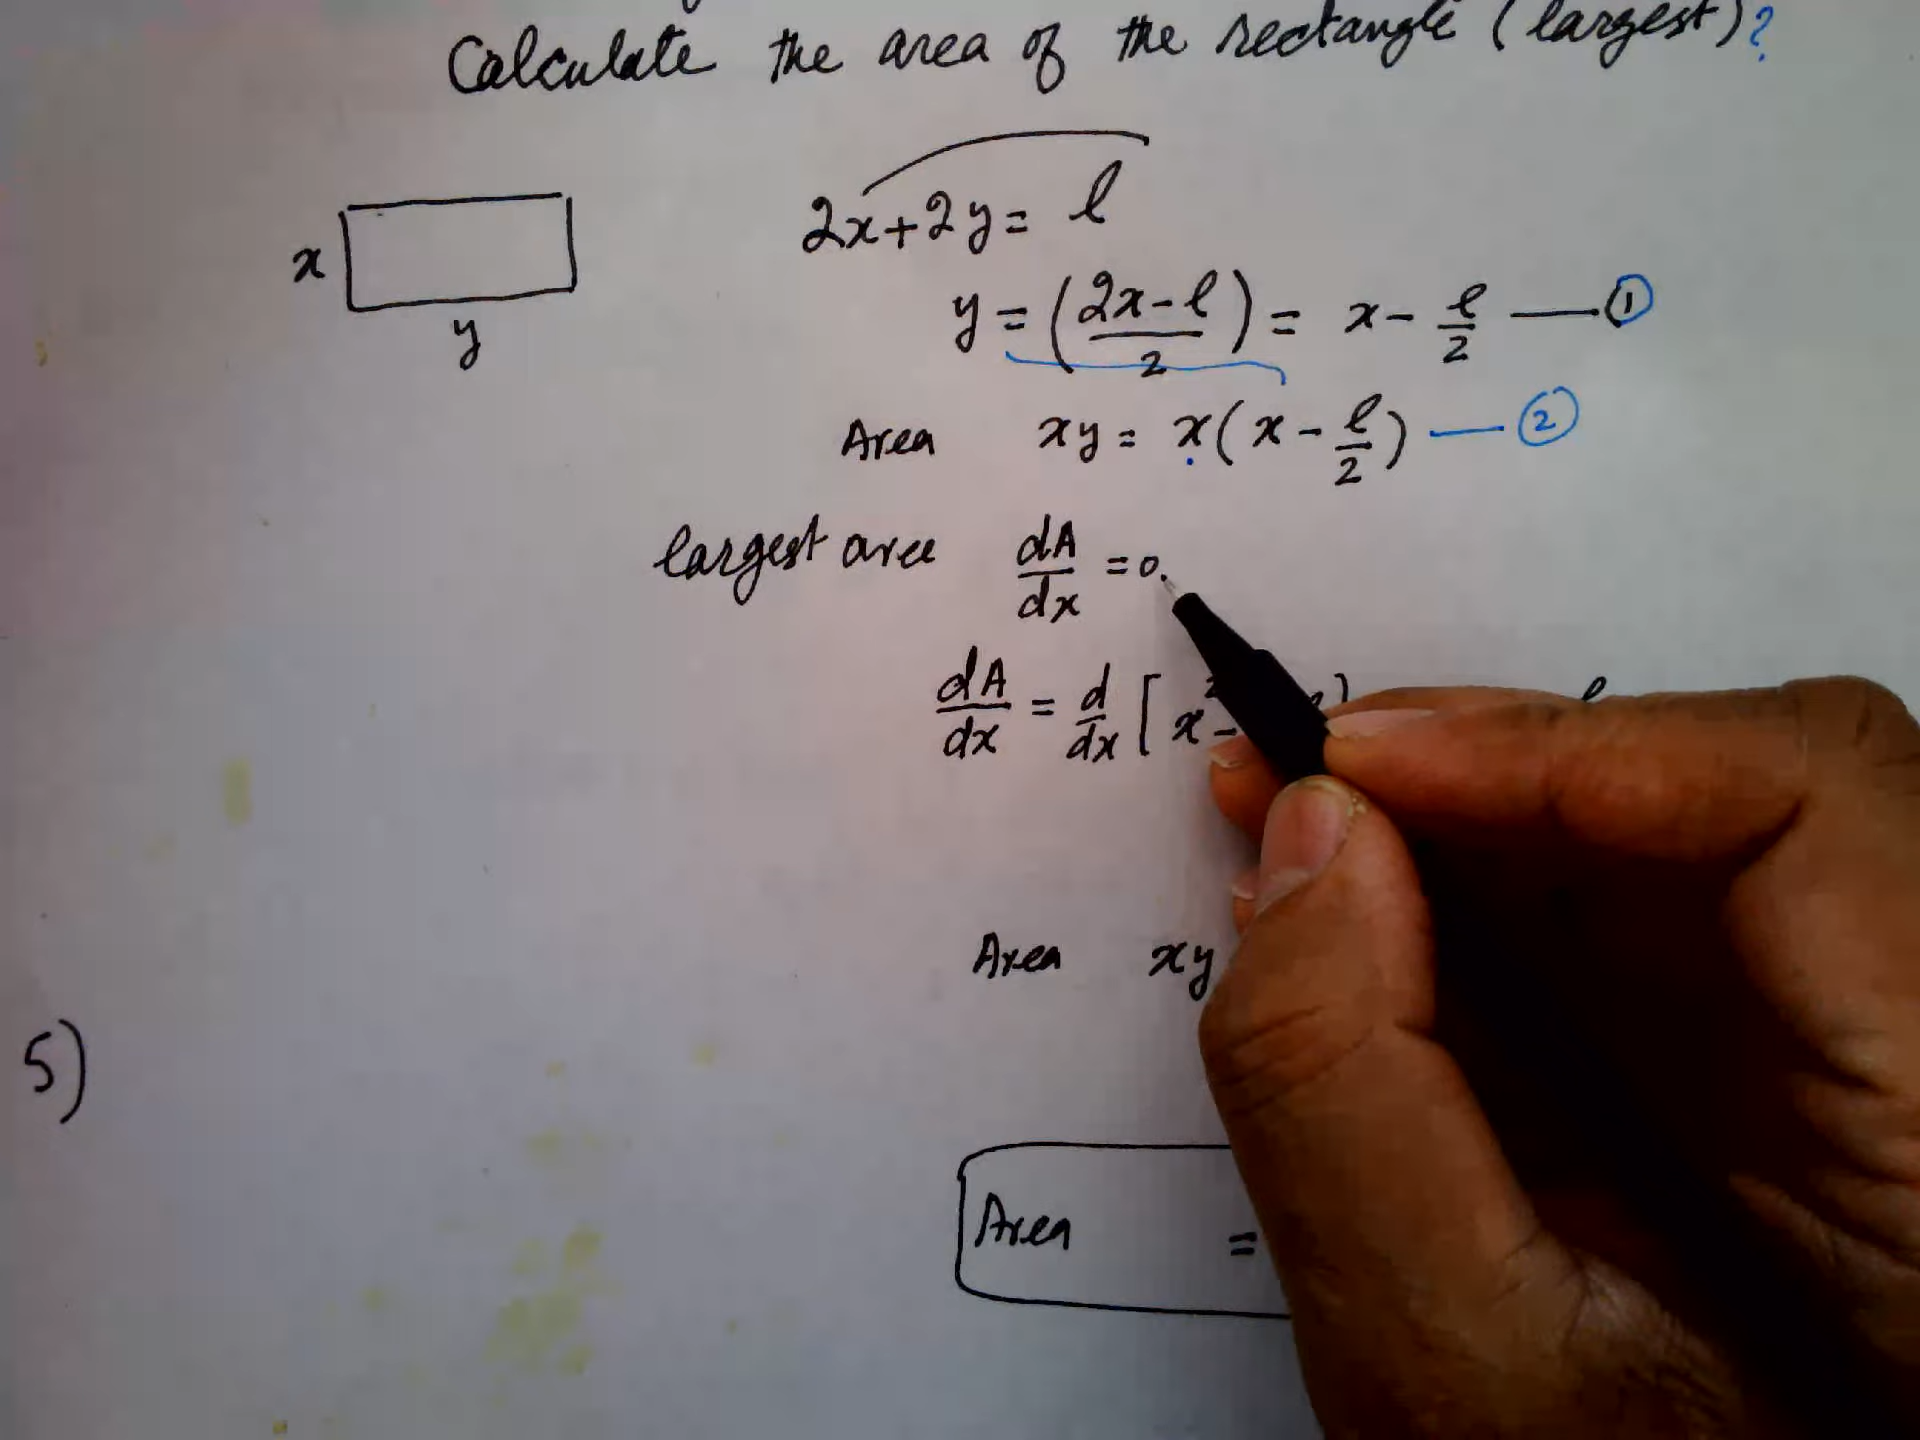 Calculate the area of the rectangle (largest)?
2x+2y= l
x
y = (2x-l/2) = x - l/2 —— ①
y
Area xy = x(x - l/2) —— ②
largest area dA/dx = 0
dA/dx = d/dx [x²-
Area xy
5)
Area =